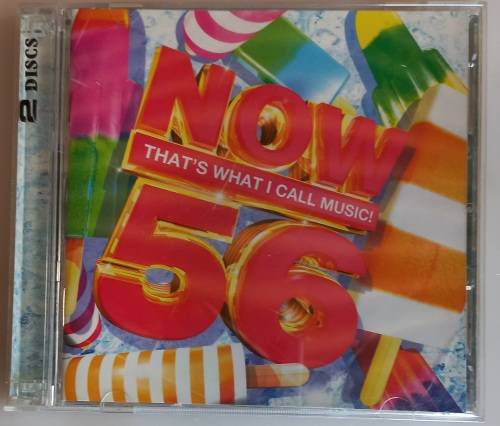 2 DISCS
NOW
THAT'S WHAT I CALL MUSIC!
56